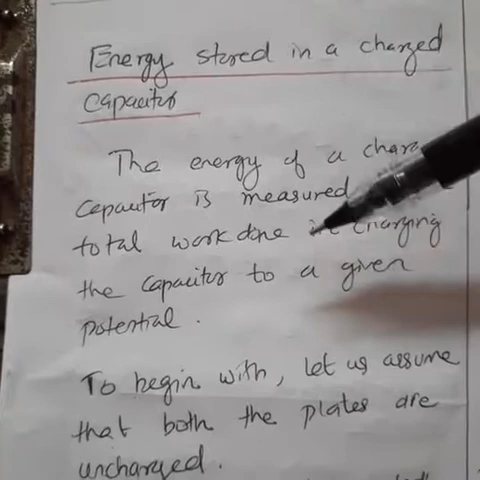 Energy stored in a charged
capacitor
The energy of a
capacitor is measured
total work done in charging
the capacitor to a given
potential.
To begin with, let us assume
that both the plates are
uncharged.